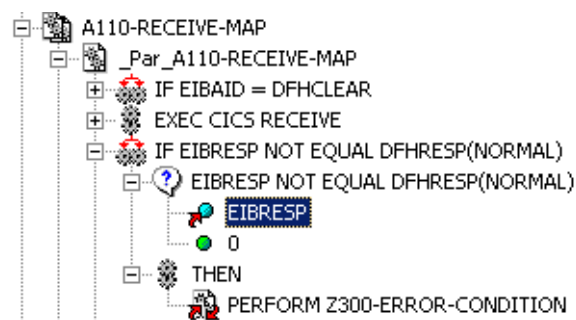 A110-RECEIVE-MAP
_Par_A110-RECEIVE-MAP
IF EIBAID = DFHCLEAR
EXEC CICS RECEIVE
IF EIBRESP NOT EQUAL DFHRESP(NORMAL)
EIBRESP NOT EQUAL DFHRESP(NORMAL)
EIBRESP
0
THEN
PERFORM Z300-ERROR-CONDITION